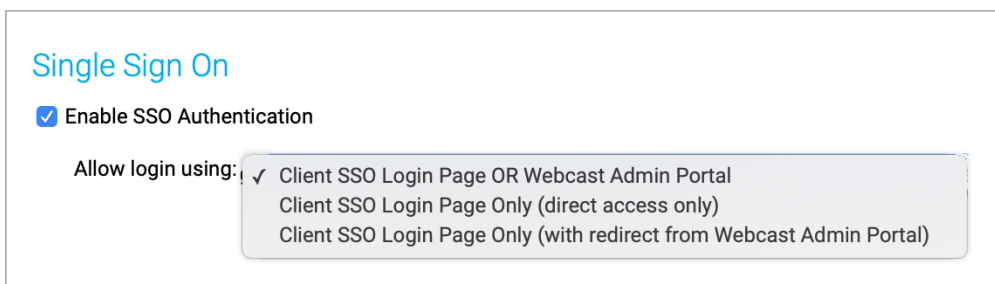 Single Sign On
Enable SSO Authentication
Allow login using:
✓ Client SSO Login Page OR Webcast Admin Portal
Client SSO Login Page Only (direct access only)
Client SSO Login Page Only (with redirect from Webcast Admin Portal)